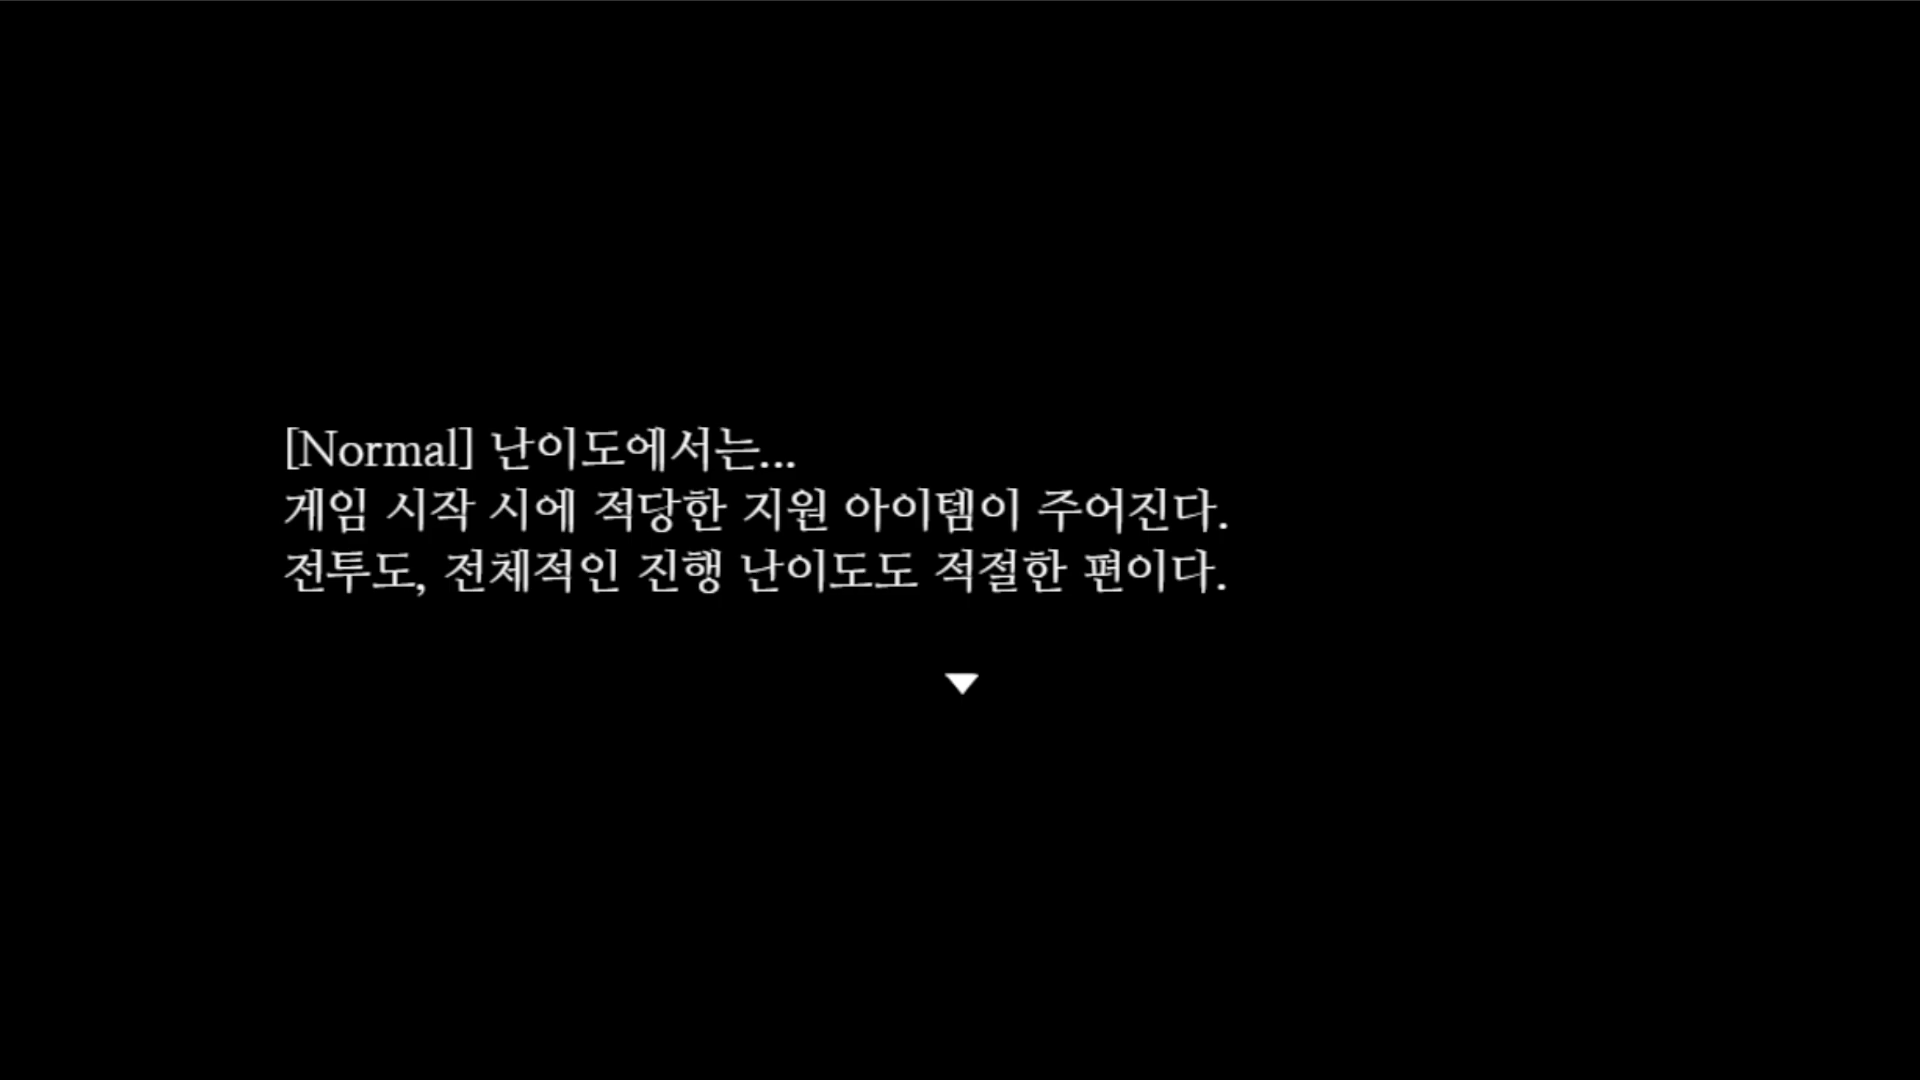 [Normal] 난이도에서는...
게임 시작 시에 적당한 지원 아이템이 주어진다.
전투도, 전체적인 진행 난이도도 적절한 편이다.